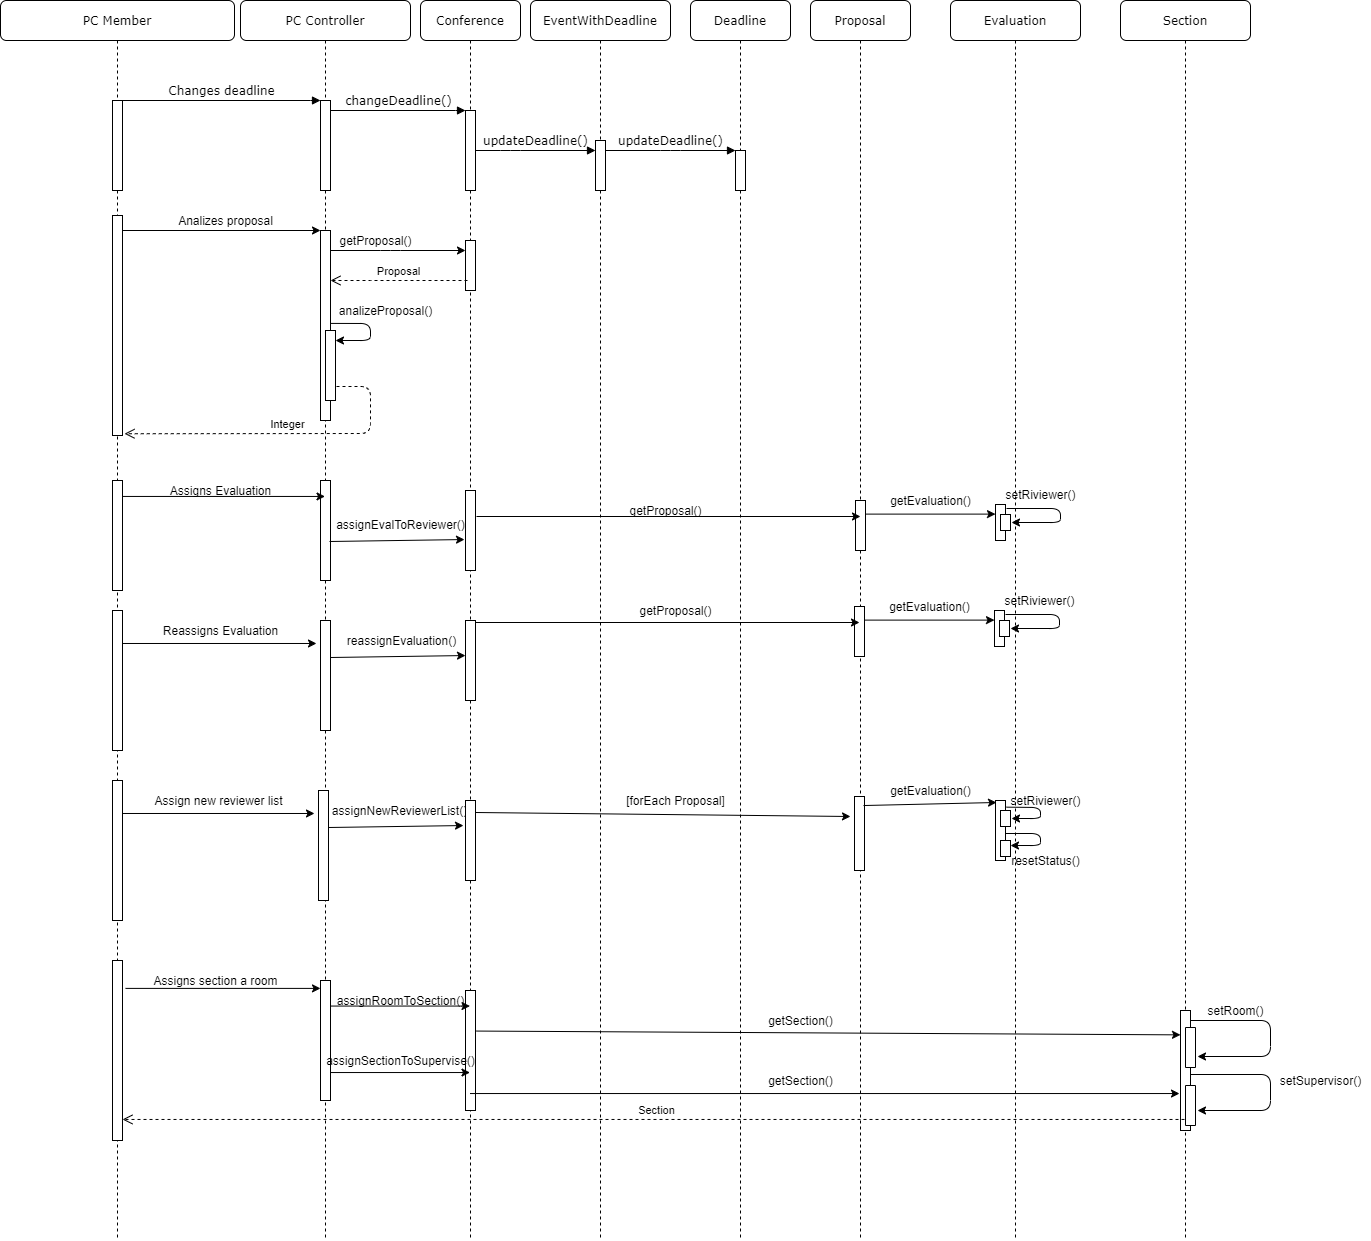 PC Member
PC Controller
Conference
EventWithDeadline
Deadline
Proposal
Evaluation
Section
Changes deadline
changeDeadline()
updateDeadline()
updateDeadline()
Analizes proposal
getProposal()
Proposal
analizeProposal()
Integer
Assigns Evaluation
assignEvalToReviewer()
getProposal()
getEvaluation()
setRiviewer()
Reassigns Evaluation
reassignEvaluation()
getProposal()
getEvaluation()
setRiviewer()
Assign new reviewer list
assignNewReviewerList()
[forEach Proposal]
getEvaluation()
setRiviewer()
resetStatus()
Assigns section a room
assignRoomToSection()
getSection()
setRoom()
assignSectionToSupervise()
getSection()
setSupervisor()
Section